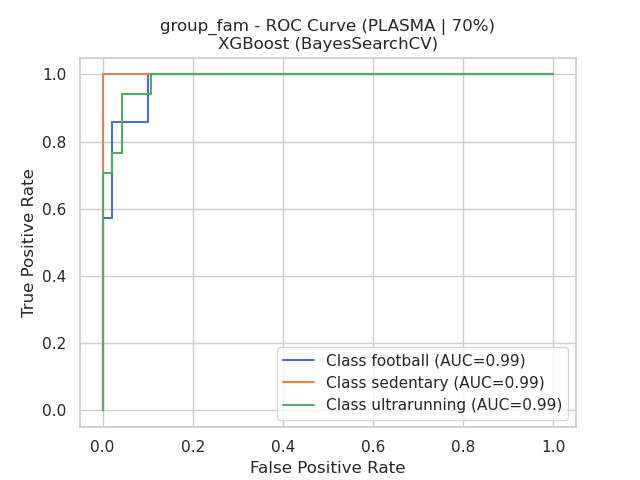 group_fam - ROC Curve (PLASMA | 70%)
XGBoost (BayesSearchCV)
True Positive Rate
1.0
0.8
0.6
0.4
0.2
0.0
Class football (AUC=0.99)
Class sedentary (AUC=0.99)
Class ultrarunning (AUC=0.99)
0.0 0.2 0.4 0.6 0.8 1.0
False Positive Rate